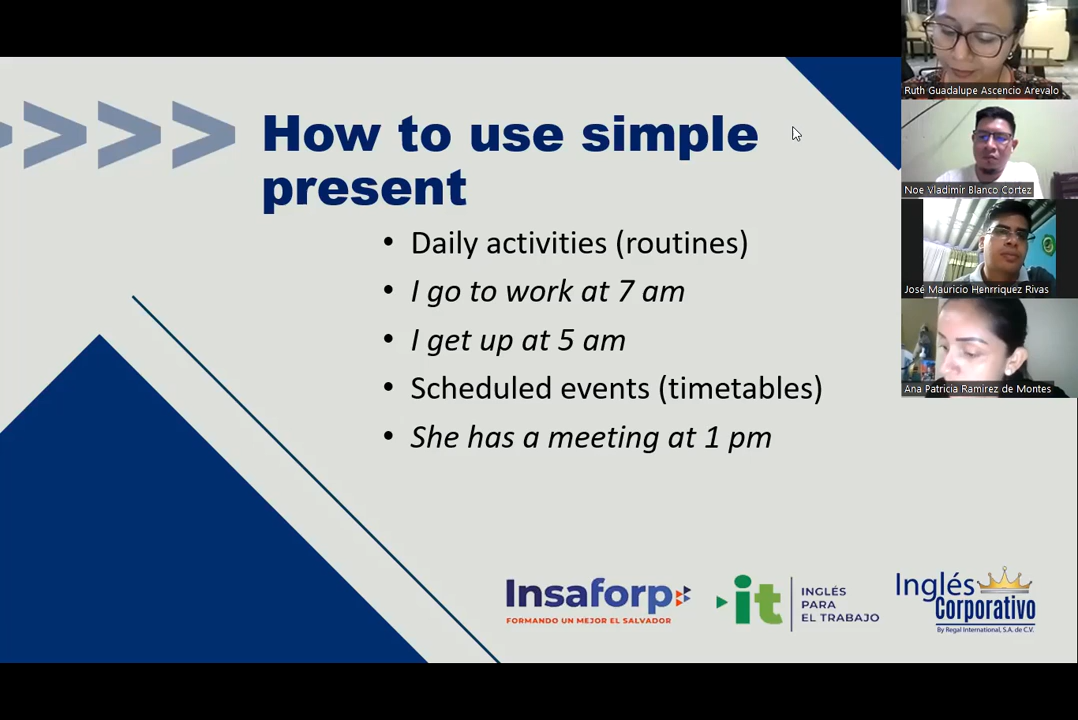 How to use simple
present
• Daily activities (routines)
• I go to work at 7 am
• I get up at 5 am
• Scheduled events (timetables)
• She has a meeting at 1 pm
Insaforp
FORMANDO UN MEJOR EL SALVADOR
it
INGLÉS
PARA
EL TRABAJO
Inglés
Corporativo
By Regal International, S.A. de C.V.
Ruth Guadalupe Ascencio Arevalo
Noe Vladimir Blanco Cortez
José Mauricio Henrriquez Rivas
Ana Patricia Ramirez de Montes